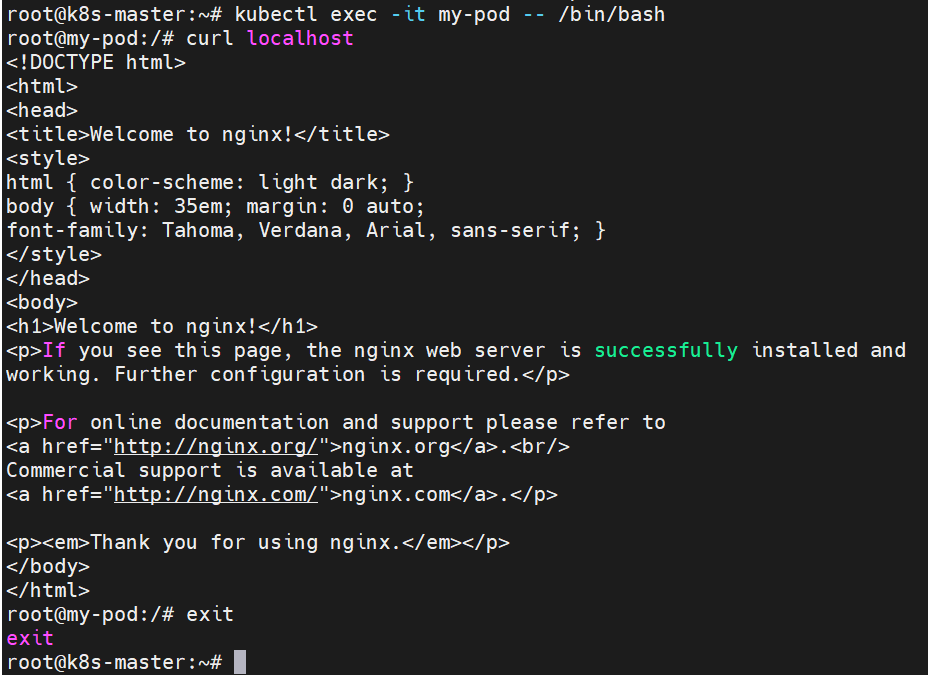 root@k8s-master:~# kubectl exec -it my-pod -- /bin/bash
root@my-pod:/# curl localhost
<!DOCTYPE html>
<html>
<head>
<title>Welcome to nginx!</title>
<style>
html { color-scheme: light dark; }
body { width: 35em; margin: 0 auto;
font-family: Tahoma, Verdana, Arial, sans-serif; }
</style>
</head>
<body>
<h1>Welcome to nginx!</h1>
<p>If you see this page, the nginx web server is successfully installed and
working. Further configuration is required.</p>

<p>For online documentation and support please refer to
<a href="http://nginx.org/">nginx.org</a>.<br/>
Commercial support is available at
<a href="http://nginx.com/">nginx.com</a>.</p>

<p><em>Thank you for using nginx.</em></p>
</body>
</html>
root@my-pod:/# exit
exit
root@k8s-master:~#